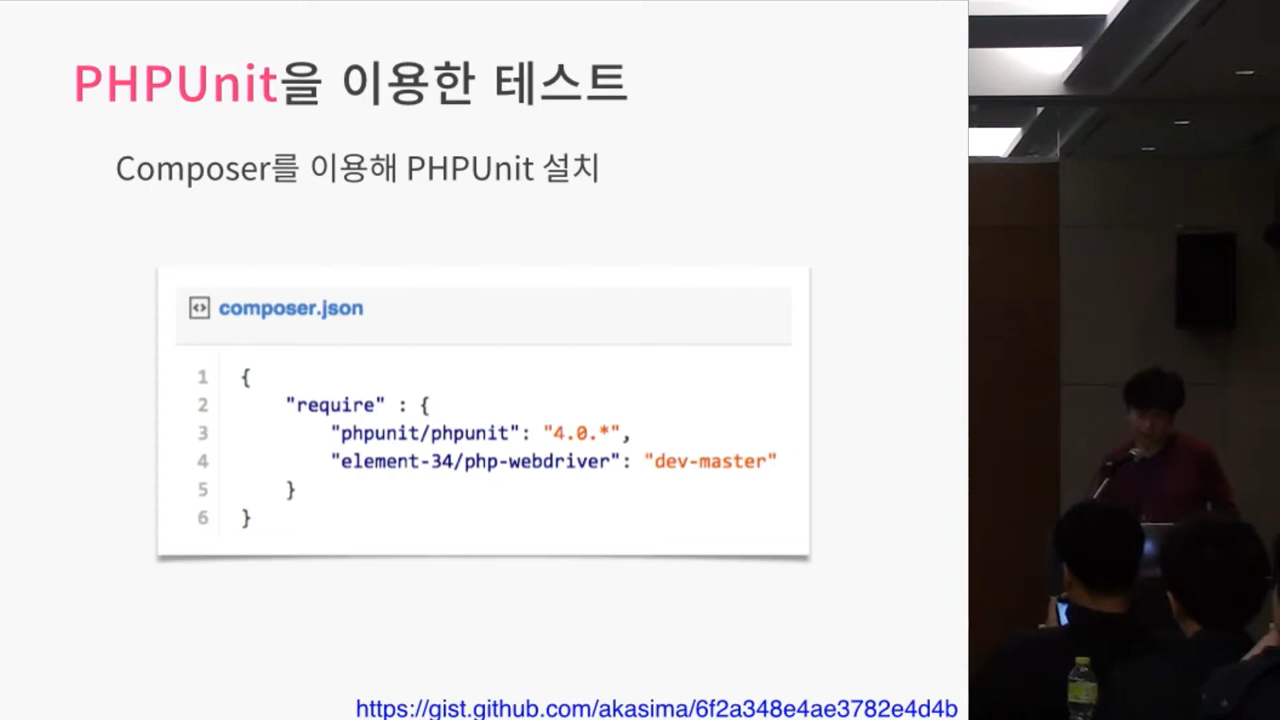 PHPUnit을 이용한 테스트
Composer를 이용해 PHPUnit 설치
composer.json
1 {
2 "require" : {
3 "phpunit/phpunit": "4.0.*",
4 "element-34/php-webdriver": "dev-master"
5 }
6 }
https://gist.github.com/akasima/6f2a348e4ae3782e4d4b